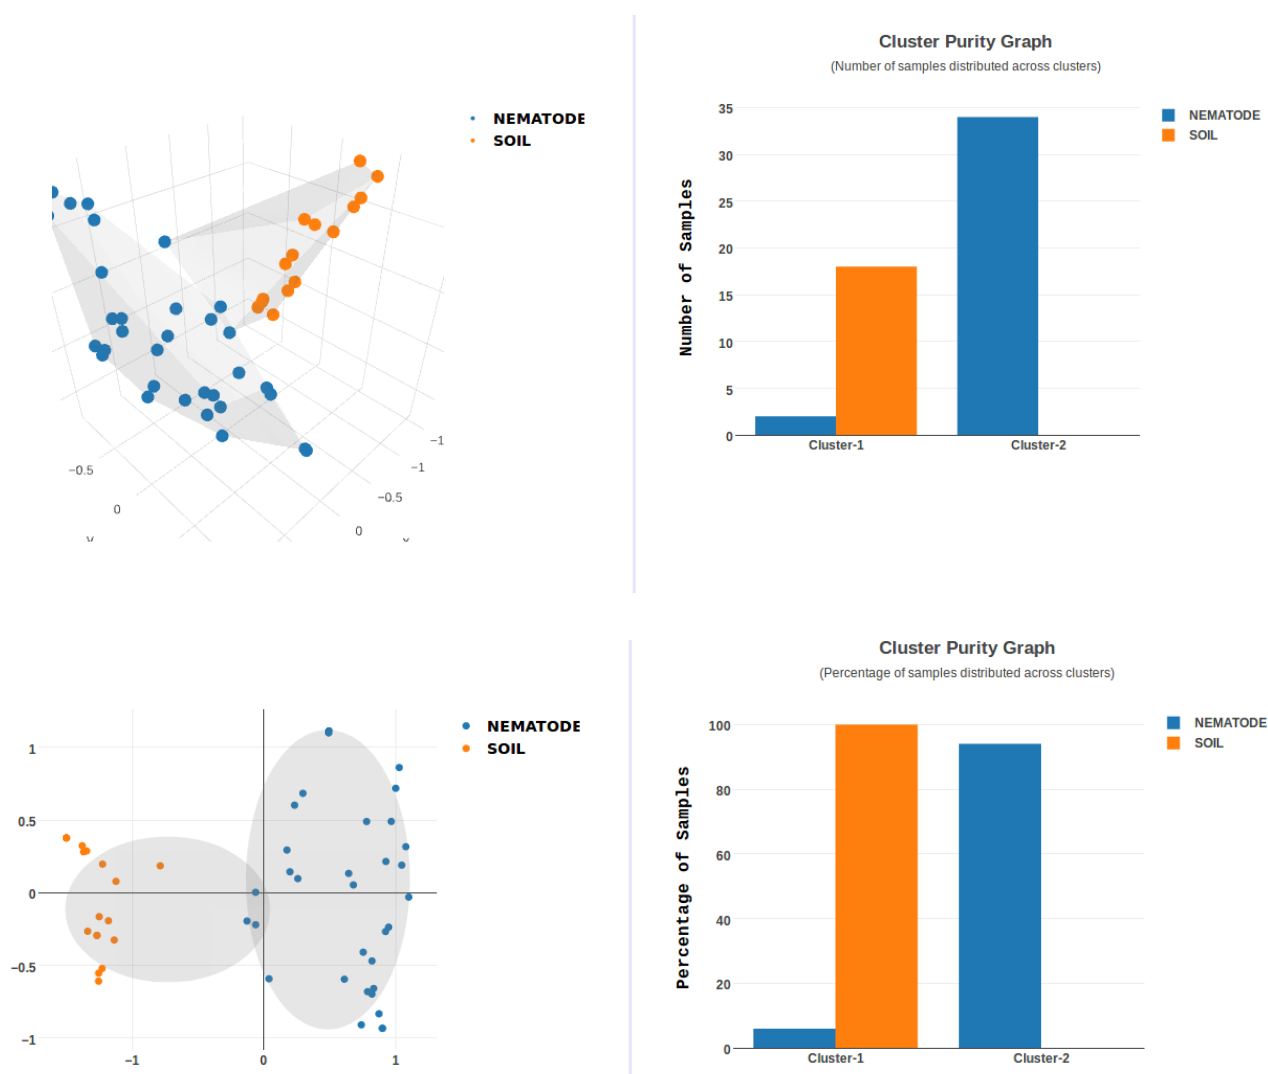 NEMATODE
SOIL
−0.5
0
−1
−1
−0.5
0
Cluster Purity Graph
(Number of samples distributed across clusters)
35
30
25
20
15
10
5
0
Number of Samples
Cluster-1
Cluster-2
NEMATODE
SOIL
NEMATODE
SOIL
1
0.5
0
−0.5
−1
−1
0
1
Cluster Purity Graph
(Percentage of samples distributed across clusters)
100
80
60
40
20
0
Percentage of Samples
Cluster-1
Cluster-2
NEMATODE
SOIL